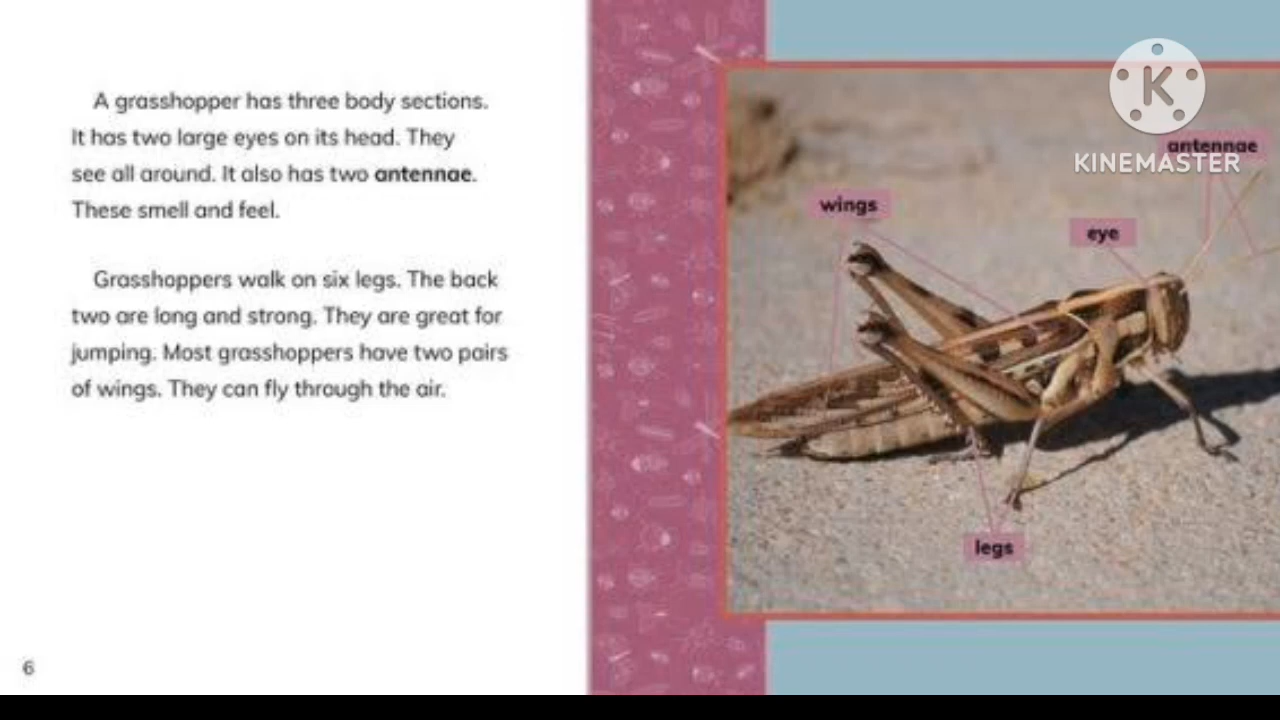 A grasshopper has three body sections.
It has two large eyes on its head. They
see all around. It also has two antennae.
These smell and feel.
Grasshoppers walk on six legs. The back
two are long and strong. They are great for
jumping. Most grasshoppers have two pairs
of wings. They can fly through the air.
6
K
KINEMASTER
antennae
wings
eye
legs